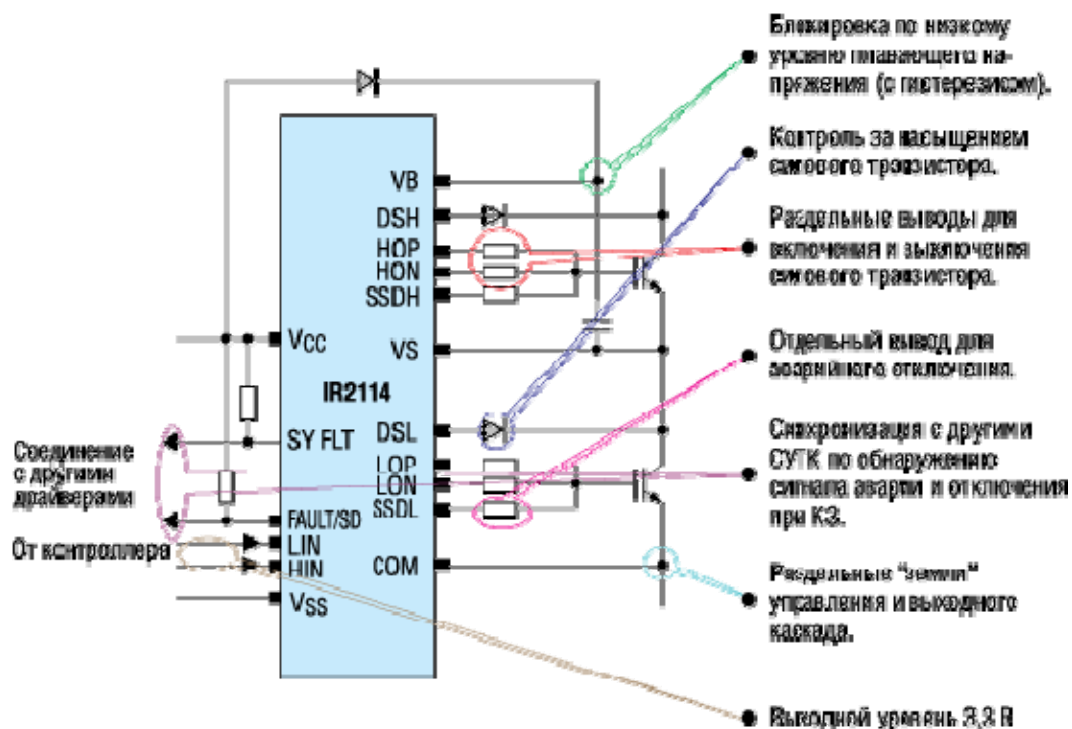 Блокировка по низкому
уровню плавающего на-
пряжения (с гистерезисом).
Контроль за насыщением
силового транзистора.
Раздельные выводы для
включения и выключения
силового транзистора.
Отдельный вывод для
аварийного отключения.
Синхронизация с другими
СУТК по обнаружению
сигнала аварии и отключения
при КЗ.
Раздельные "земли"
управления и выходного
каскада.
Выходной уровень 3,3 В
Соединение
с другими
драйверами
От контроллера
VCC
SY FLT
FAULT/SD
LIN
HIN
VSS
IR2114
VB
DSH
HOP
HON
SSDH
VS
DSL
LOP
LON
SSDL
COM